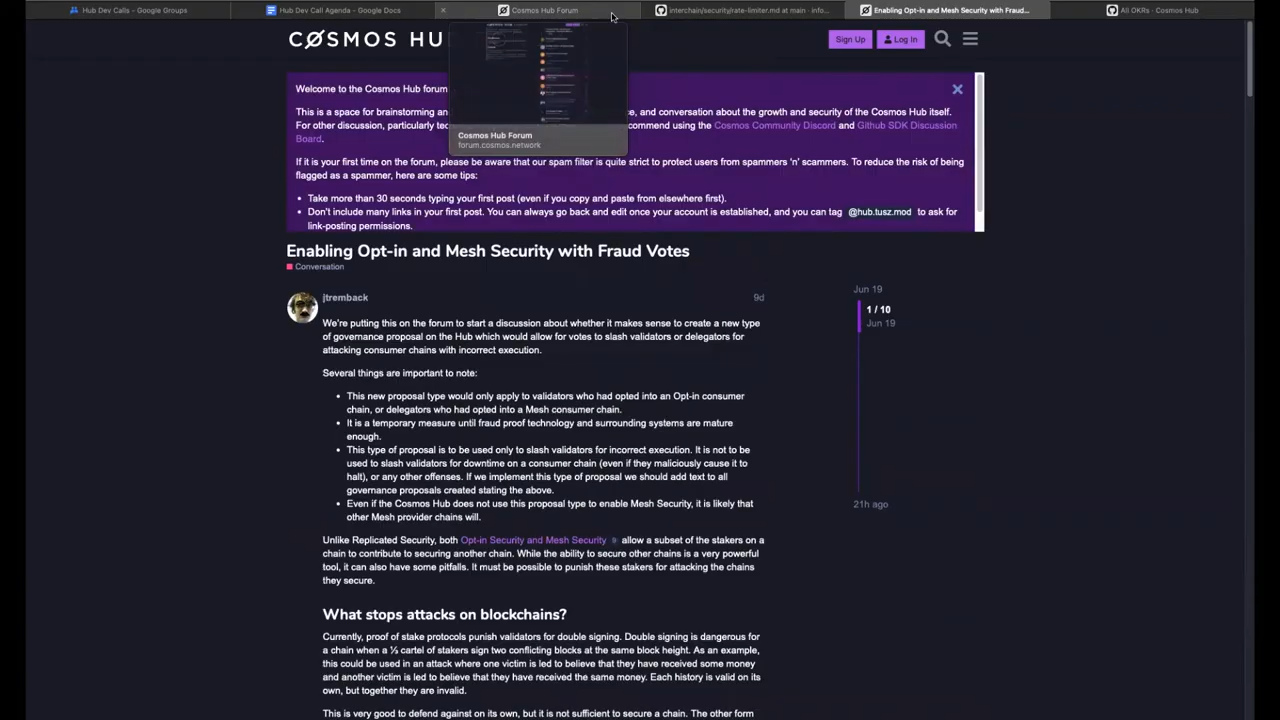 Hub Dev Calls - Google Groups
Hub Dev Call Agenda - Google Docs
Cosmos Hub Forum
interchain/security/rate-limiter.md at main · info...
Enabling Opt-in and Mesh Security with Fraud...
All OKRs · Cosmos Hub
COSMOS HU
Sign Up
Log In
Cosmos Hub Forum
forum.cosmos.network
Welcome to the Cosmos Hub forum
This is a space for brainstorming an
e, and conversation about the growth and security of the Cosmos Hub itself.
For other discussion, particularly tec
commend using the Cosmos Community Discord and Github SDK Discussion
Board.
If it is your first time on the forum, please be aware that our spam filter is quite strict to protect users from spammers 'n' scammers. To reduce the risk of being
flagged as a spammer, here are some tips:
• Take more than 30 seconds typing your first post (even if you copy and paste from elsewhere first).
• Don't include many links in your first post. You can always go back and edit once your account is established, and you can tag @hub.tusz.mod to ask for
link-posting permissions.
Enabling Opt-in and Mesh Security with Fraud Votes
Conversation
jtremback
9d
We're putting this on the forum to start a discussion about whether it makes sense to create a new type
of governance proposal on the Hub which would allow for votes to slash validators or delegators for
attacking consumer chains with incorrect execution.
Several things are important to note:
• This new proposal type would only apply to validators who had opted into an Opt-in consumer
chain, or delegators who had opted into a Mesh consumer chain.
• It is a temporary measure until fraud proof technology and surrounding systems are mature
enough.
• This type of proposal is to be used only to slash validators for incorrect execution. It is not to be
used to slash validators for downtime on a consumer chain (even if they maliciously cause it to
halt), or any other offenses. If we implement this type of proposal we should add text to all
governance proposals created stating the above.
• Even if the Cosmos Hub does not use this proposal type to enable Mesh Security, it is likely that
other Mesh provider chains will.
Unlike Replicated Security, both Opt-in Security and Mesh Security 9 allow a subset of the stakers on a
chain to contribute to securing another chain. While the ability to secure other chains is a very powerful
tool, it can also have some pitfalls. It must be possible to punish these stakers for attacking the chains
they secure.
What stops attacks on blockchains?
Currently, proof of stake protocols punish validators for double signing. Double signing is dangerous for
a chain when a ⅓ cartel of stakers sign two conflicting blocks at the same block height. As an example,
this could be used in an attack where one victim is led to believe that they have received some money
and another victim is led to believe that they have received the same money. Each history is valid on its
own, but together they are invalid.
This is very good to defend against on its own, but it is not sufficient to secure a chain. The other form
Jun 19
1 / 10
Jun 19
21h ago